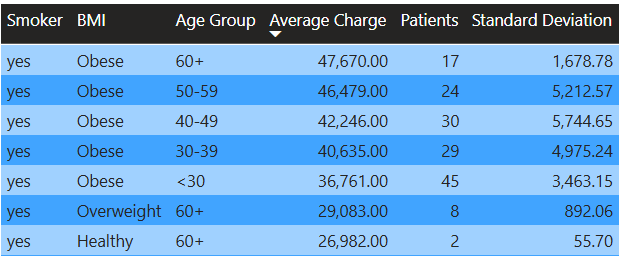 Smoker BMI Age Group Average Charge Patients Standard Deviation
yes Obese 60+ 47,670.00 17 1,678.78
yes Obese 50-59 46,479.00 24 5,212.57
yes Obese 40-49 42,246.00 30 5,744.65
yes Obese 30-39 40,635.00 29 4,975.24
yes Obese <30 36,761.00 45 3,463.15
yes Overweight 60+ 29,083.00 8 892.06
yes Healthy 60+ 26,982.00 2 55.70